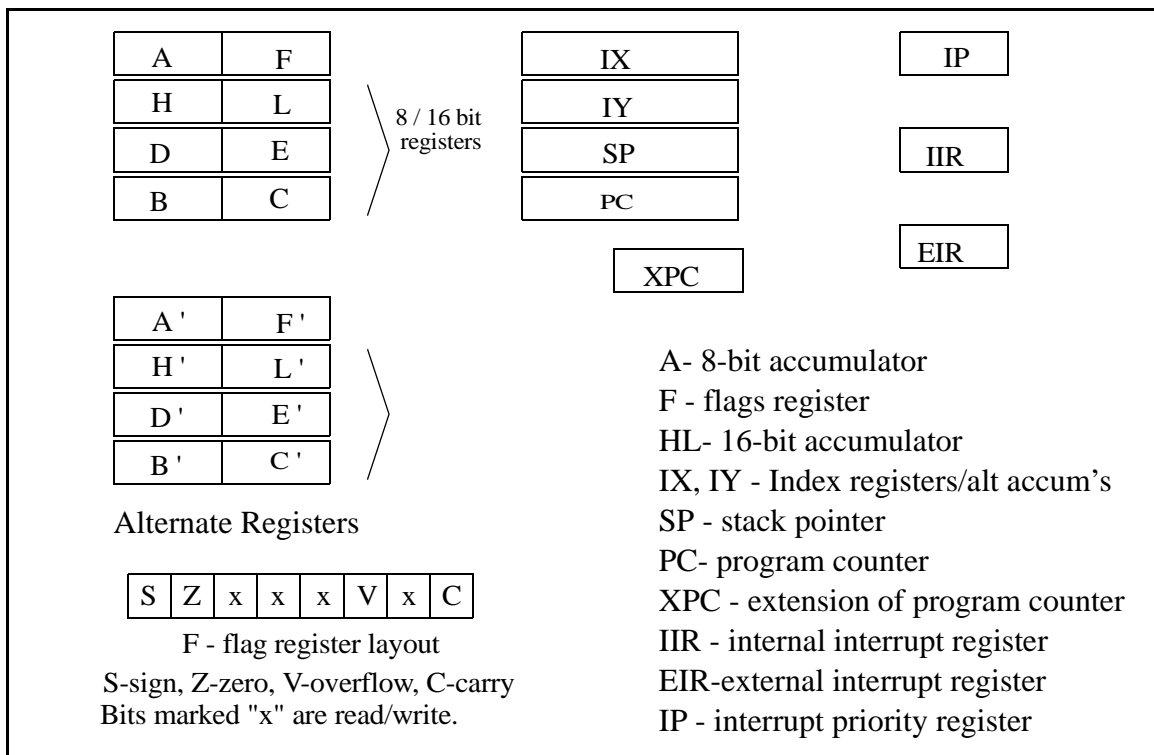 A F
H L
D E
B C
8 / 16 bit
registers
IX
IY
SP
PC
XPC
IP
IIR
EIR
A ' F '
H ' L '
D ' E '
B ' C '
Alternate Registers
S Z x x x V x C
F - flag register layout
S-sign, Z-zero, V-overflow, C-carry
Bits marked "x" are read/write.
A- 8-bit accumulator
F - flags register
HL- 16-bit accumulator
IX, IY - Index registers/alt accum's
SP - stack pointer
PC- program counter
XPC - extension of program counter
IIR - internal interrupt register
EIR-external interrupt register
IP - interrupt priority register